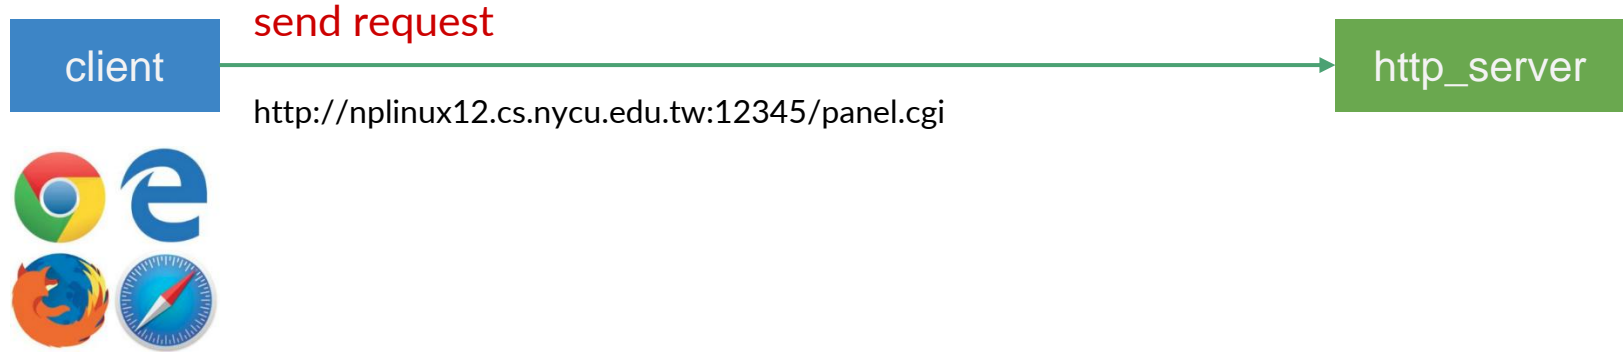 send request
client
http_server
http://nplinux12.cs.nycu.edu.tw:12345/panel.cgi